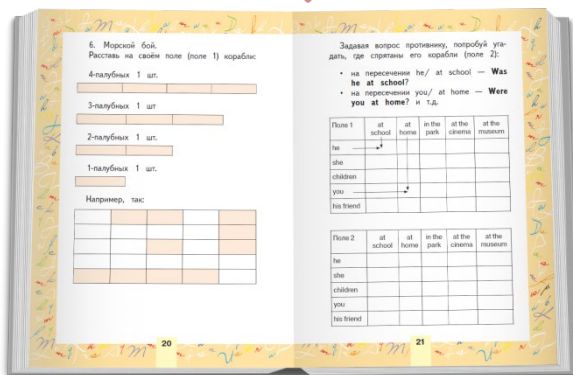 6. Морской бой.
Расставь на своём поле (поле 1) корабли:
4-палубных 1 шт.
3-палубных 1 шт
2-палубных 1 шт.
1-палубных 1 шт.
Например, так:
20
Задавая вопрос противнику, попробуй уга-
дать, где спрятаны его корабли (поле 2):
• на пересечении he/ at school — Was
he at school?
• на пересечении you/ at home — Were
you at home? и т.д.
Поле 1 at school at home in the park at the cinema at the museum
he
she
children
you
his friend
Поле 2 at school at home in the park at the cinema at the museum
he
she
children
you
his friend
21